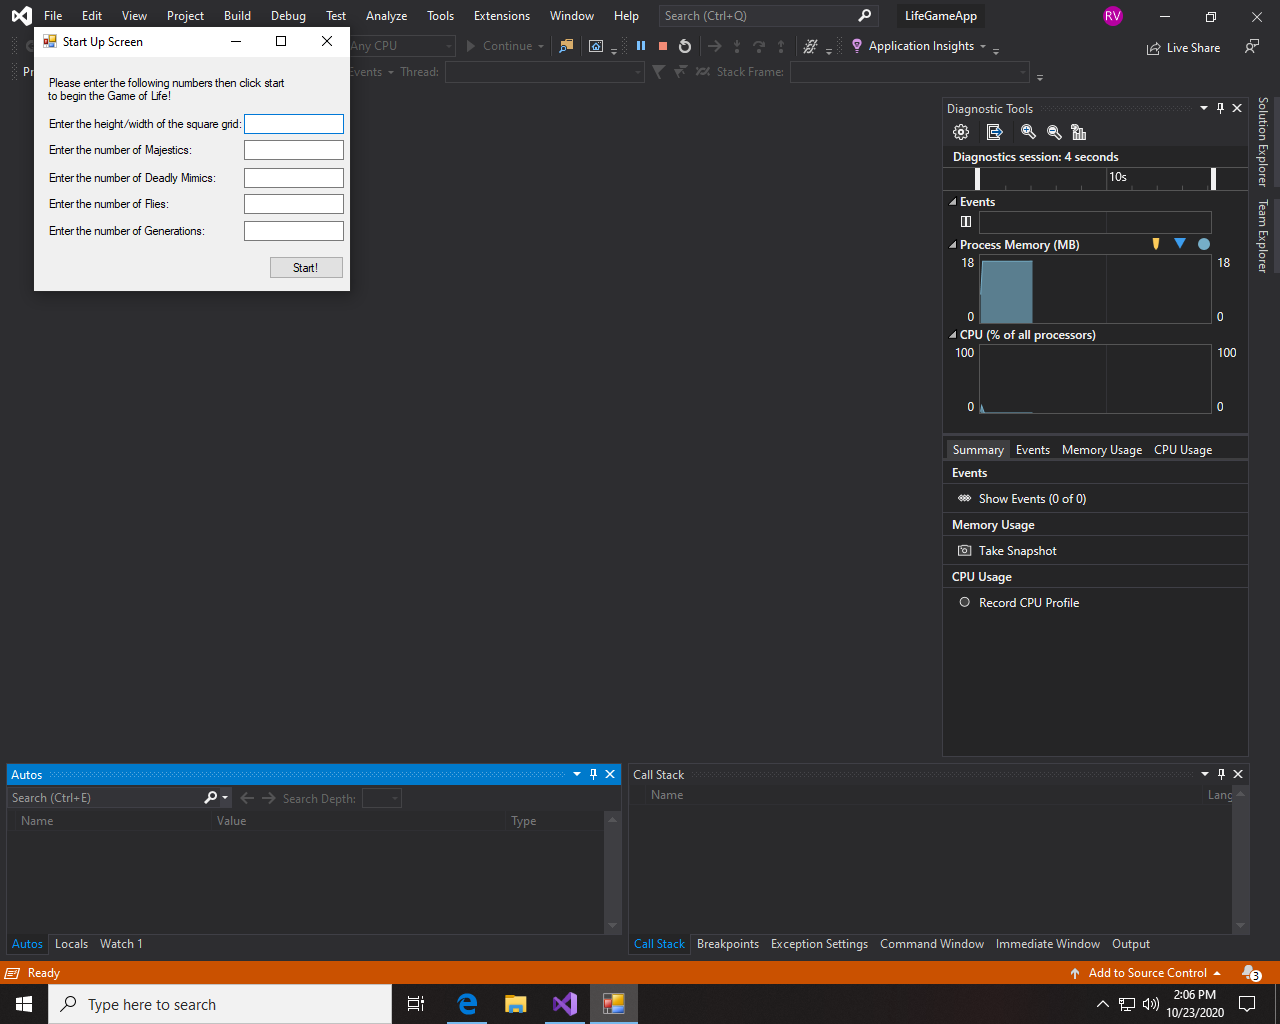 File Edit View Project Build Debug Test Analyze Tools Extensions Window Help Search (Ctrl+Q) LifeGameApp RV
Start Up Screen
Any CPU Continue Application Insights Live Share
Events Thread: Stack Frame:
Please enter the following numbers then click start
to begin the Game of Life!
Enter the height/width of the square grid:
Enter the number of Majestics:
Enter the number of Deadly Mimics:
Enter the number of Flies:
Enter the number of Generations:
Start!
Diagnostic Tools
Diagnostics session: 4 seconds
10s
Events
Process Memory (MB)
18 18
0 0
CPU (% of all processors)
100 100
0 0
Summary Events Memory Usage CPU Usage
Events
Show Events (0 of 0)
Memory Usage
Take Snapshot
CPU Usage
Record CPU Profile
Solution Explorer
Team Explorer
Autos
Search (Ctrl+E) Search Depth:
Name Value Type
Autos Locals Watch 1
Call Stack
Name Lang
Call Stack Breakpoints Exception Settings Command Window Immediate Window Output
Ready Add to Source Control 3
Type here to search
2:06 PM
10/23/2020